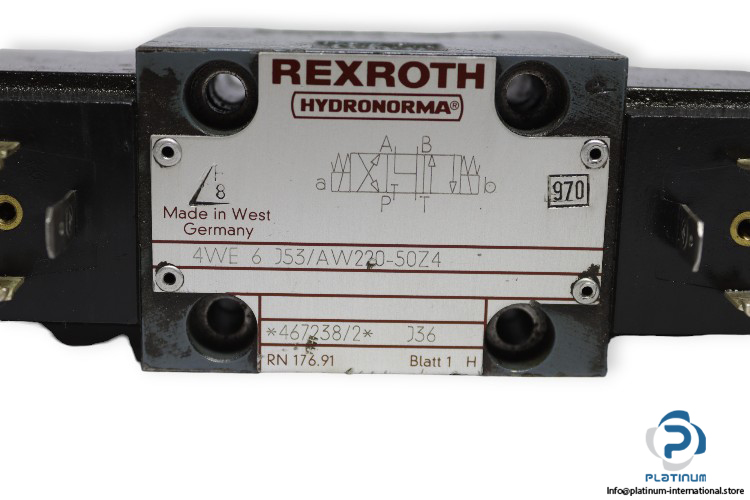 REXROTH
HYDRONORMA®
A B
a b
P T
F
8
970
Made in West
Germany
4WE 6 J53/AW220-50Z4
*467238/2* J36
RN 176.91 Blatt 1 H
PLATINUM
Info@platinum-international.store